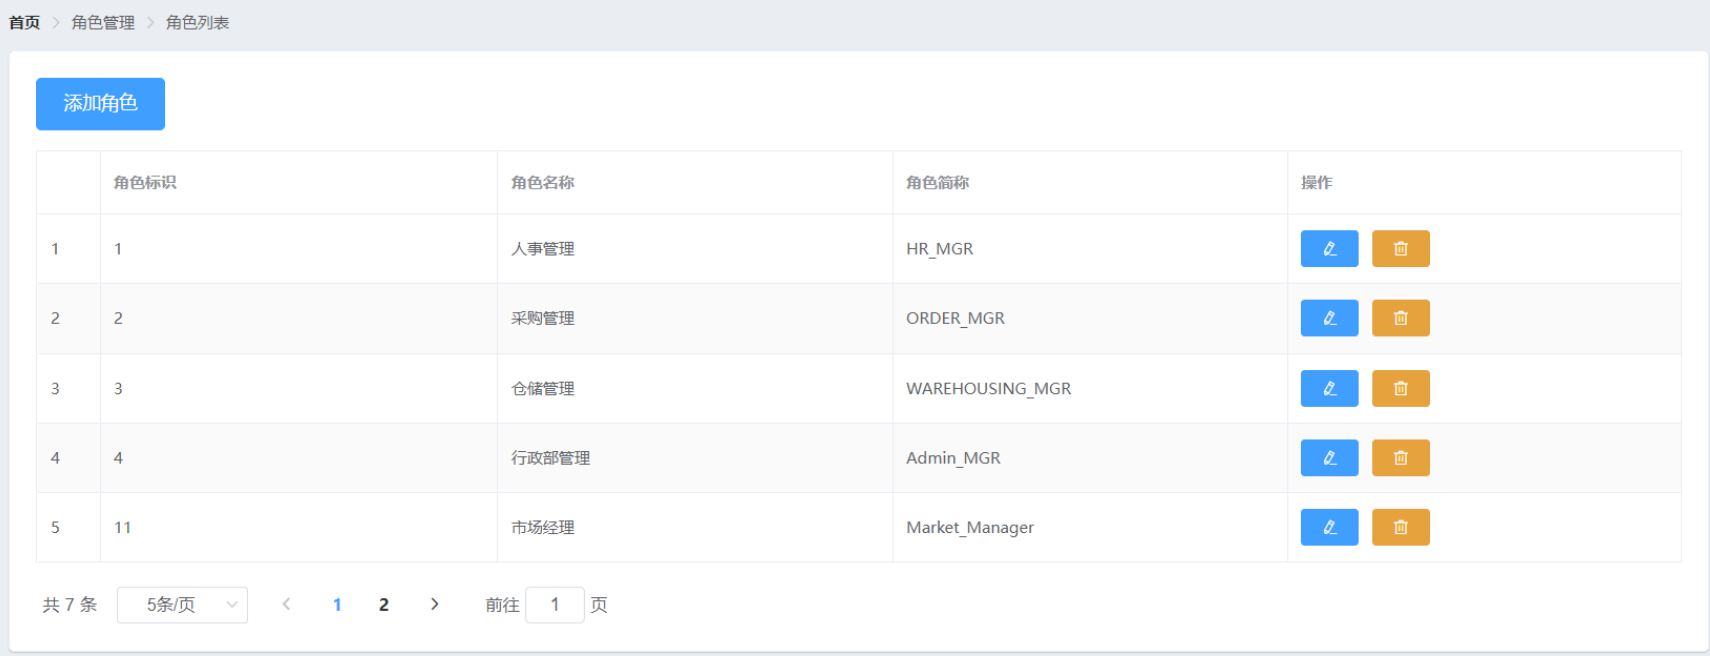 首页 > 角色管理 > 角色列表
添加角色
角色标识 角色名称 角色简称 操作
1 1 人事管理 HR_MGR
2 2 采购管理 ORDER_MGR
3 3 仓储管理 WAREHOUSING_MGR
4 4 行政部管理 Admin_MGR
5 11 市场经理 Market_Manager
共 7 条 5条/页 < 1 2 > 前往 1 页